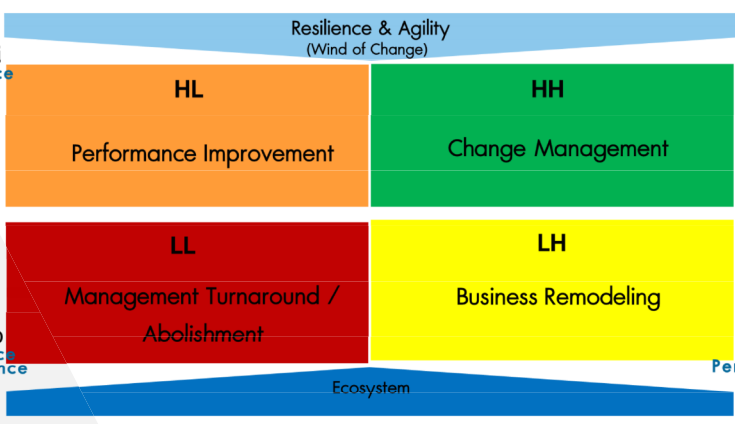 Resilience & Agility
(Wind of Change)
HL
HH
Performance Improvement
Change Management
LL
LH
Management Turnaround /
Abolishment
Business Remodeling
Ecosystem